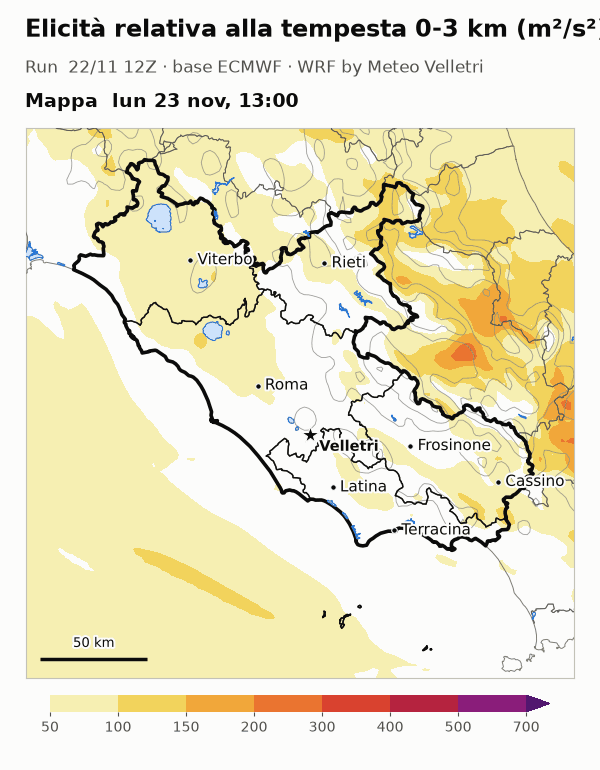 Elicità relativa alla tempesta 0-3 km (m²/s²)
Run 22/11 12Z · base ECMWF · WRF by Meteo Velletri
Mappa lun 23 nov, 13:00
Viterbo
Rieti
Roma
Velletri
Frosinone
Latina
Cassino
Terracina
50 km
50 100 150 200 300 400 500 700